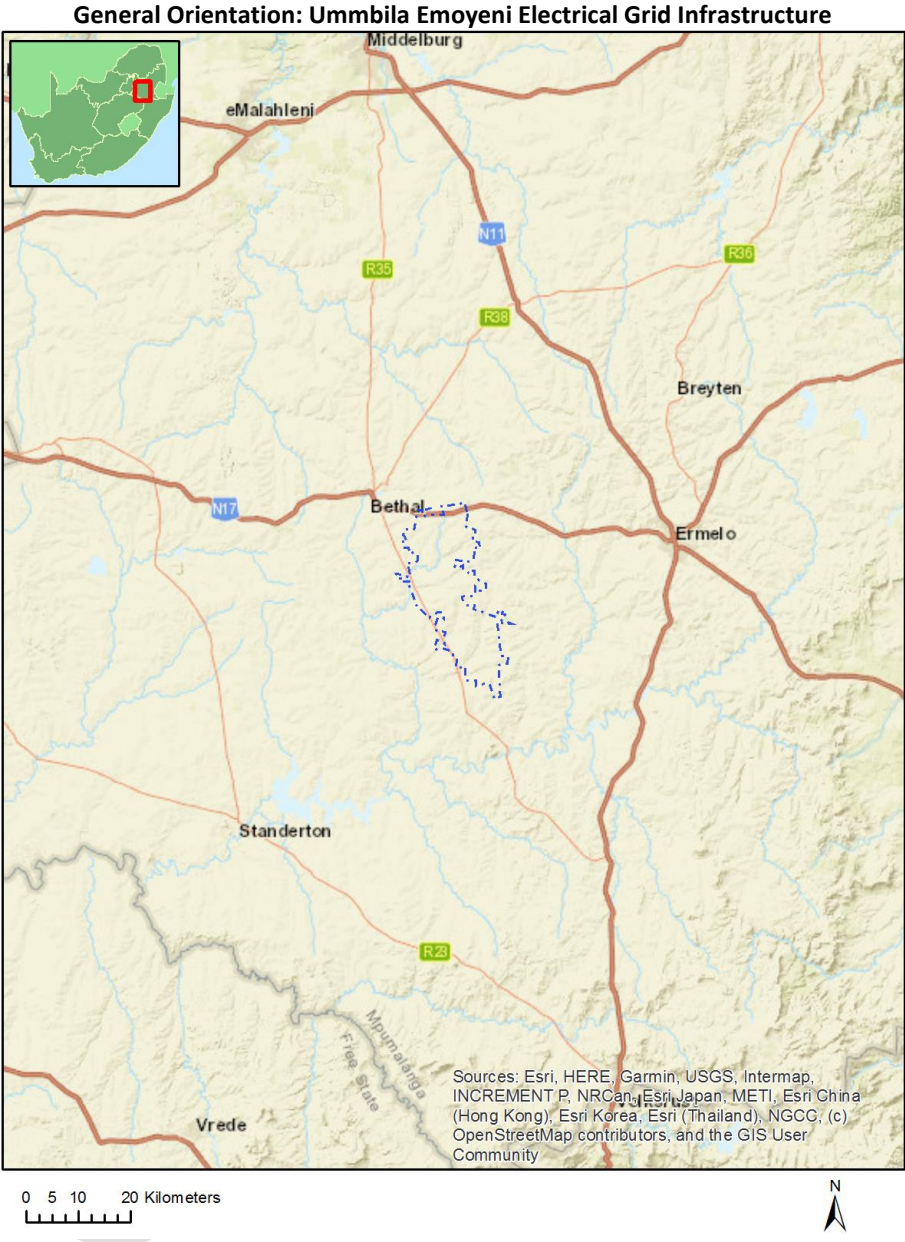 General Orientation: Ummbila Emoyeni Electrical Grid Infrastructure
Middelburg
eMalahleni
N11
R35
R36
R38
Breyten
N17
Bethal
Ermelo
Standerton
R23
Mpumalanga
Free State
Sources: Esri, HERE, Garmin, USGS, Intermap,
INCREMENT P, NRCan, Esri Japan, METI, Esri China
(Hong Kong), Esri Korea, Esri (Thailand), NGCC, (c)
OpenStreetMap contributors, and the GIS User
Community
Vrede
0 5 10 20 Kilometers
N